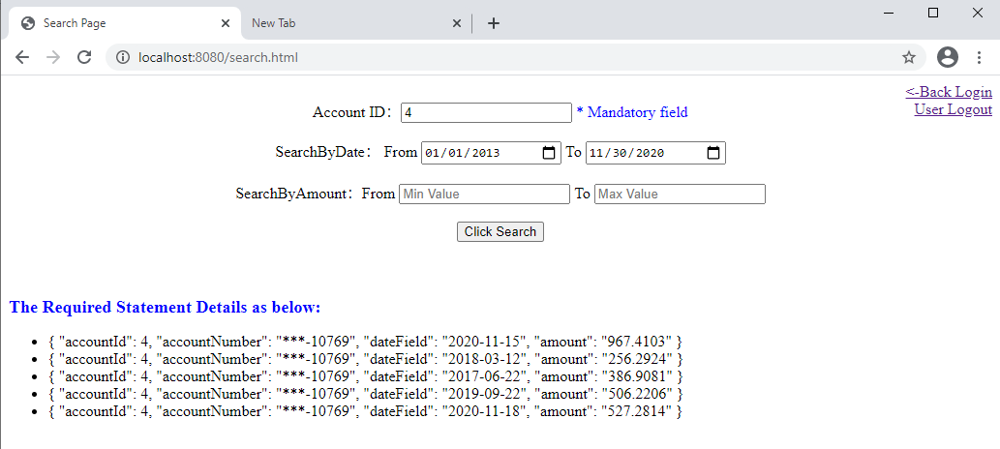 Search Page
New Tab
localhost:8080/search.html
<-Back Login
User Logout
Account ID: 4 * Mandatory field
SearchByDate: From 01/01/2013 To 11/30/2020
SearchByAmount: From Min Value To Max Value
Click Search
The Required Statement Details as below:
• { "accountId": 4, "accountNumber": "***-10769", "dateField": "2020-11-15", "amount": "967.4103" }
• { "accountId": 4, "accountNumber": "***-10769", "dateField": "2018-03-12", "amount": "256.2924" }
• { "accountId": 4, "accountNumber": "***-10769", "dateField": "2017-06-22", "amount": "386.9081" }
• { "accountId": 4, "accountNumber": "***-10769", "dateField": "2019-09-22", "amount": "506.2206" }
• { "accountId": 4, "accountNumber": "***-10769", "dateField": "2020-11-18", "amount": "527.2814" }